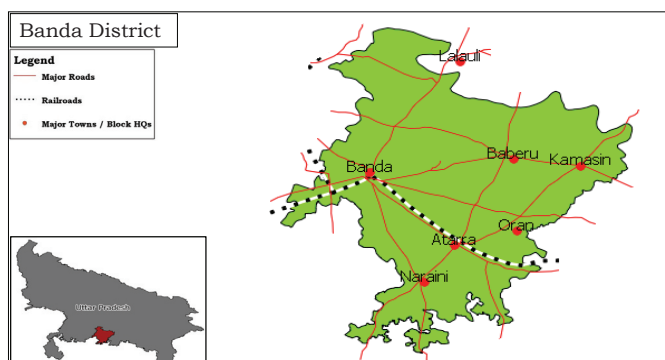 Banda District
Legend
Major Roads
Railroads
Major Towns / Block HQs
Lalauli
Baberu
Kamasin
Banda
Oran
Atarra
Naraini
Uttar Pradesh